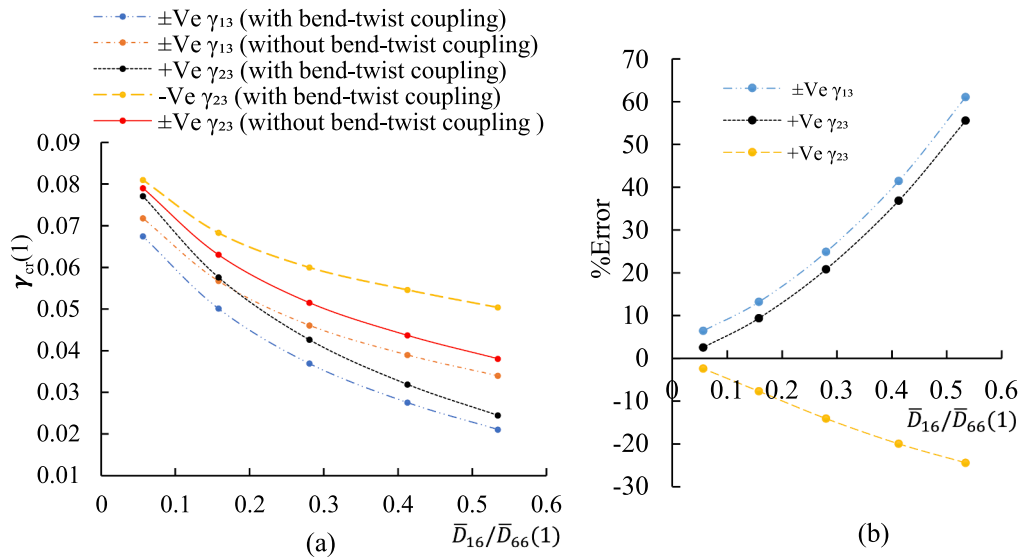 ±Ve γ₁₃ (with bend-twist coupling)
±Ve γ₁₃ (without bend-twist coupling)
+Ve γ₂₃ (with bend-twist coupling)
-Ve γ₂₃ (with bend-twist coupling)
±Ve γ₂₃ (without bend-twist coupling )
0.09
0.08
0.07
0.06
0.05
0.04
0.03
0.02
0.01
γcr(1)
0 0.1 0.2 0.3 0.4 0.5 0.6
D̅₁₆/D̅₆₆(1)
(a)
70
60
50
40
30
20
10
0
-10
-20
-30
%Error
±Ve γ₁₃
+Ve γ₂₃
+Ve γ₂₃
0 0.1 0.2 0.3 0.4 0.5 0.6
D̅₁₆/D̅₆₆(1)
(b)